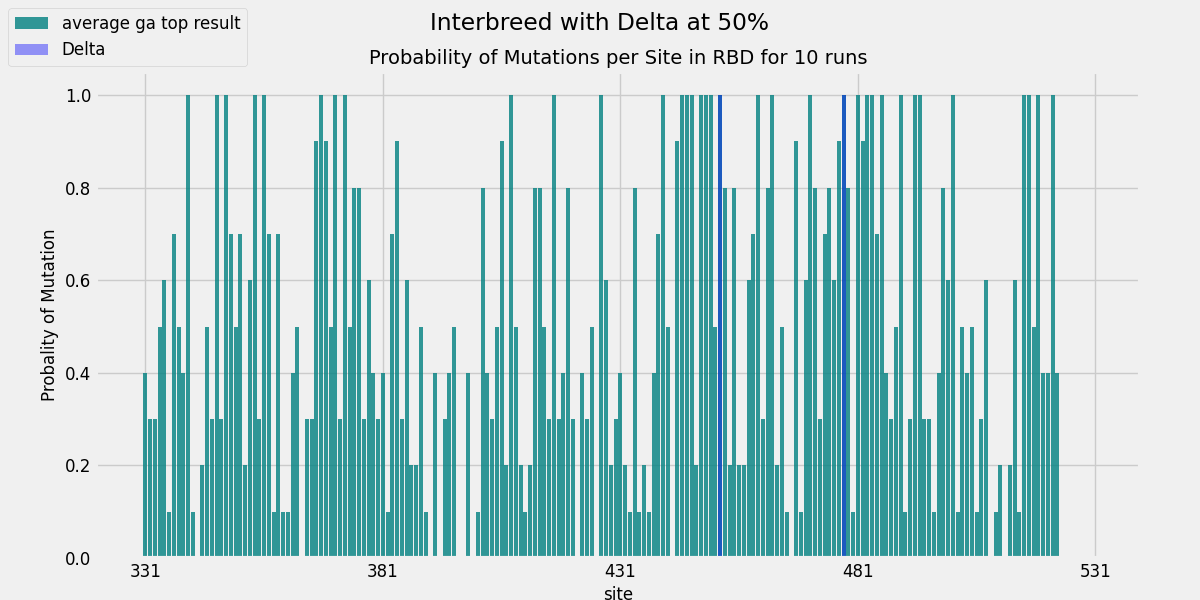 average ga top result
Delta
Interbreed with Delta at 50%
Probability of Mutations per Site in RBD for 10 runs
Probality of Mutation
1.0
0.8
0.6
0.4
0.2
0.0
331 381 431 481 531
site